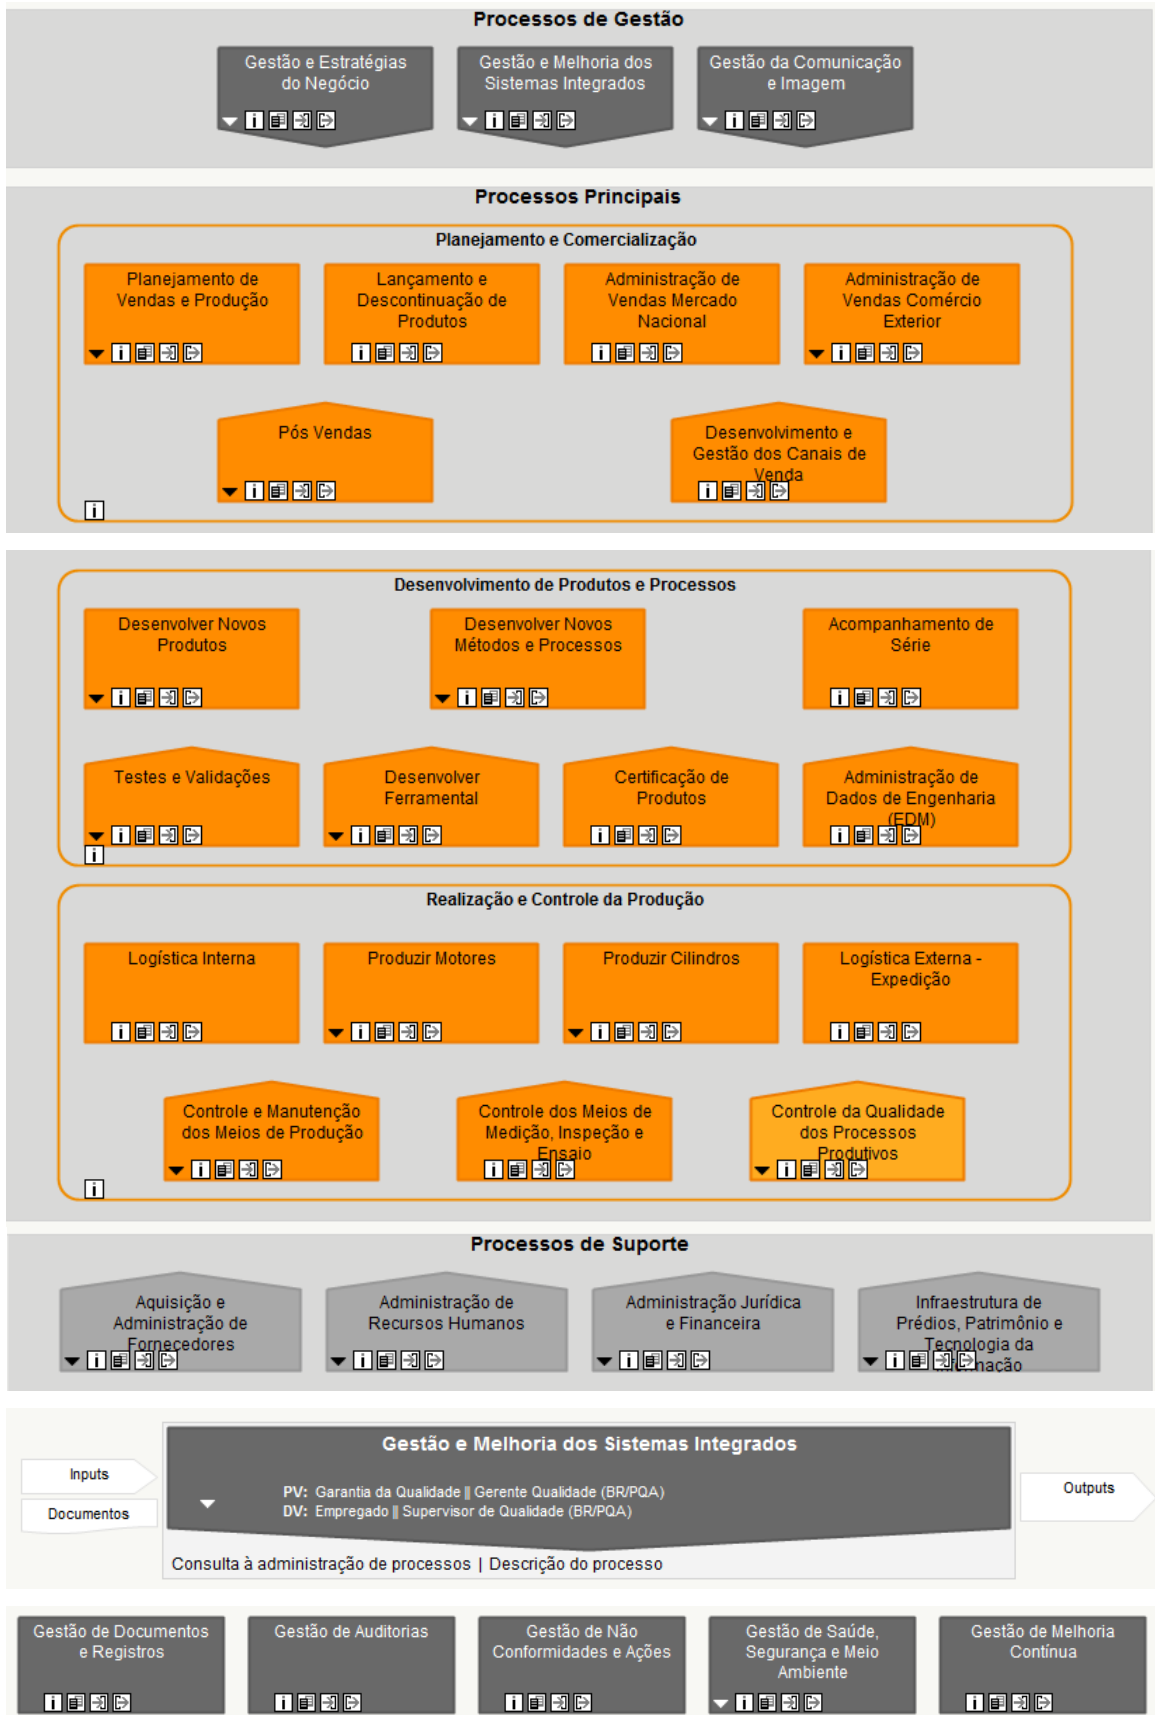 Processos de Gestão
Gestão e Estratégias
do Negócio
Gestão e Melhoria dos
Sistemas Integrados
Gestão da Comunicação
e Imagem
Processos Principais
Planejamento e Comercialização
Planejamento de
Vendas e Produção
Lançamento e
Descontinuação de
Produtos
Administração de
Vendas Mercado
Nacional
Administração de
Vendas Comércio
Exterior
Pós Vendas
Desenvolvimento e
Gestão dos Canais de
Venda
Desenvolvimento de Produtos e Processos
Desenvolver Novos
Produtos
Desenvolver Novos
Métodos e Processos
Acompanhamento de
Série
Testes e Validações
Desenvolver
Ferramental
Certificação de
Produtos
Administração de
Dados de Engenharia
(EDM)
Realização e Controle da Produção
Logística Interna
Produzir Motores
Produzir Cilindros
Logística Externa -
Expedição
Controle e Manutenção
dos Meios de Produção
Controle dos Meios de
Medição, Inspeção e
Ensaio
Controle da Qualidade
dos Processos
Produtivos
Processos de Suporte
Aquisição e
Administração de
Fornecedores
Administração de
Recursos Humanos
Administração Jurídica
e Financeira
Infraestrutura de
Prédios, Patrimônio e
Tecnologia da
Informação
Inputs
Documentos
Gestão e Melhoria dos Sistemas Integrados
PV: Garantia da Qualidade || Gerente Qualidade (BR/PQA)
DV: Empregado || Supervisor de Qualidade (BR/PQA)
Consulta à administração de processos | Descrição do processo
Outputs
Gestão de Documentos
e Registros
Gestão de Auditorias
Gestão de Não
Conformidades e Ações
Gestão de Saúde,
Segurança e Meio
Ambiente
Gestão de Melhoria
Contínua